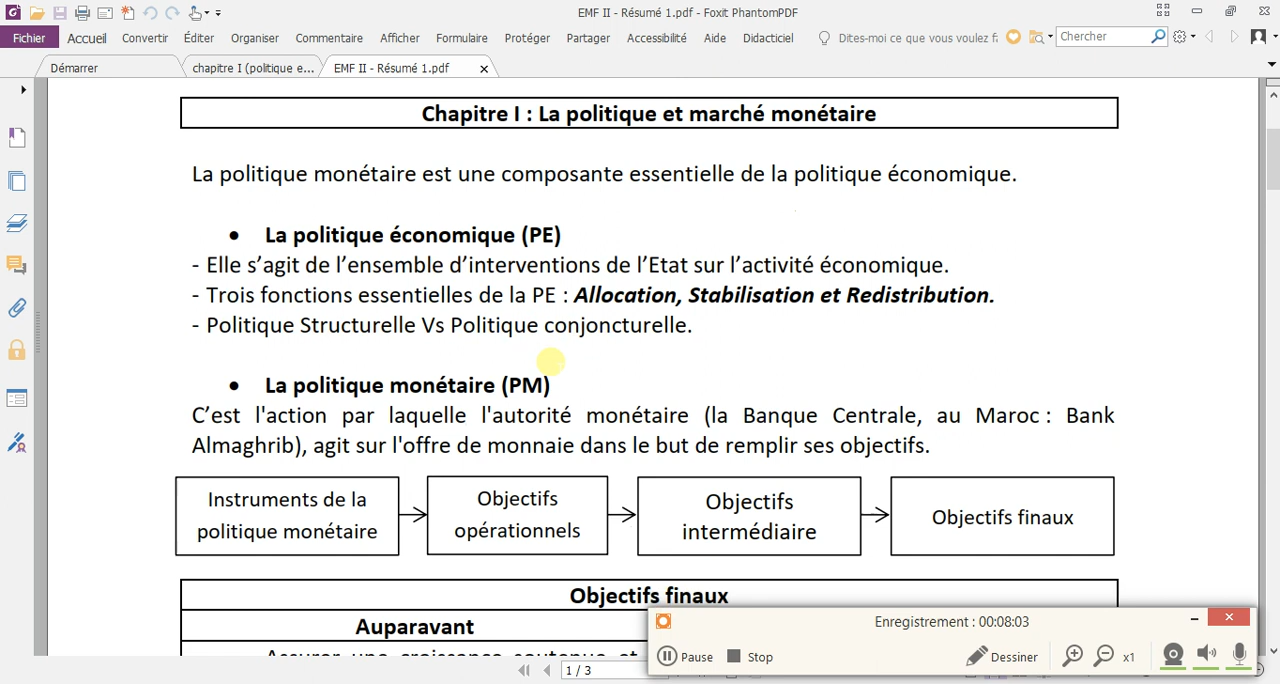 EMF II - Résumé 1.pdf - Foxit PhantomPDF
Fichier Accueil Convertir Éditer Organiser Commentaire Afficher Formulaire Protéger Partager Accessibilité Aide Didacticiel Dites-moi ce que vous voulez f Chercher
Démarrer chapitre I (politique e... EMF II - Résumé 1.pdf
Chapitre I : La politique et marché monétaire
La politique monétaire est une composante essentielle de la politique économique.
• La politique économique (PE)
- Elle s’agit de l’ensemble d’interventions de l’Etat sur l’activité économique.
- Trois fonctions essentielles de la PE : Allocation, Stabilisation et Redistribution.
- Politique Structurelle Vs Politique conjoncturelle.
• La politique monétaire (PM)
C’est l'action par laquelle l'autorité monétaire (la Banque Centrale, au Maroc : Bank
Almaghrib), agit sur l'offre de monnaie dans le but de remplir ses objectifs.
Instruments de la
politique monétaire
Objectifs
opérationnels
Objectifs
intermédiaire
Objectifs finaux
Objectifs finaux
Auparavant
Enregistrement : 00:08:03
Pause Stop Dessiner x1
1 / 3